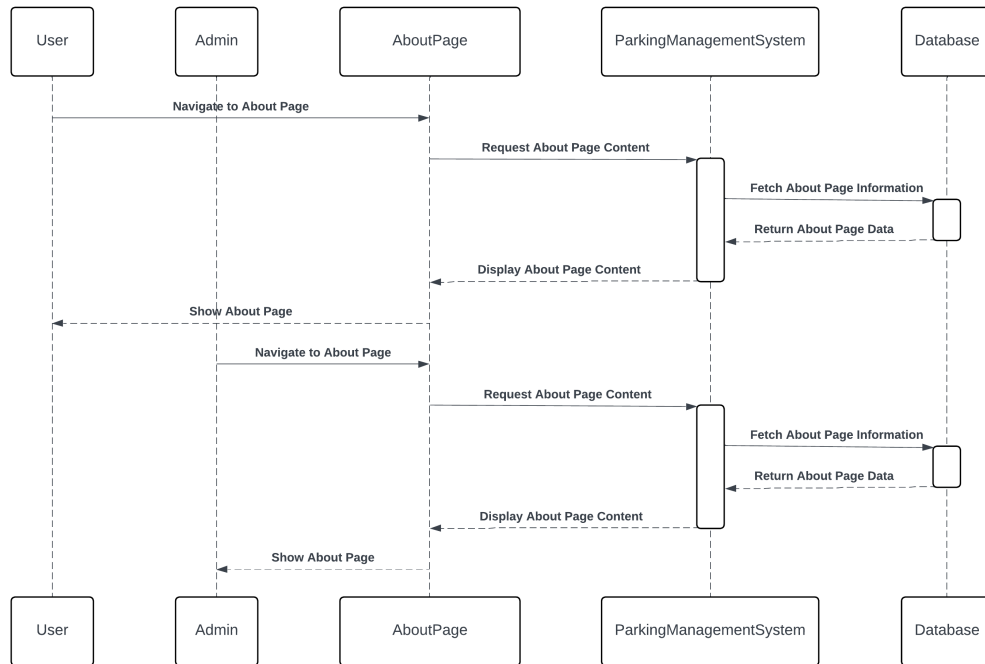 User
Admin
AboutPage
ParkingManagementSystem
Database
Navigate to About Page
Request About Page Content
Fetch About Page Information
Return About Page Data
Display About Page Content
Show About Page
Navigate to About Page
Request About Page Content
Fetch About Page Information
Return About Page Data
Display About Page Content
Show About Page
User
Admin
AboutPage
ParkingManagementSystem
Database